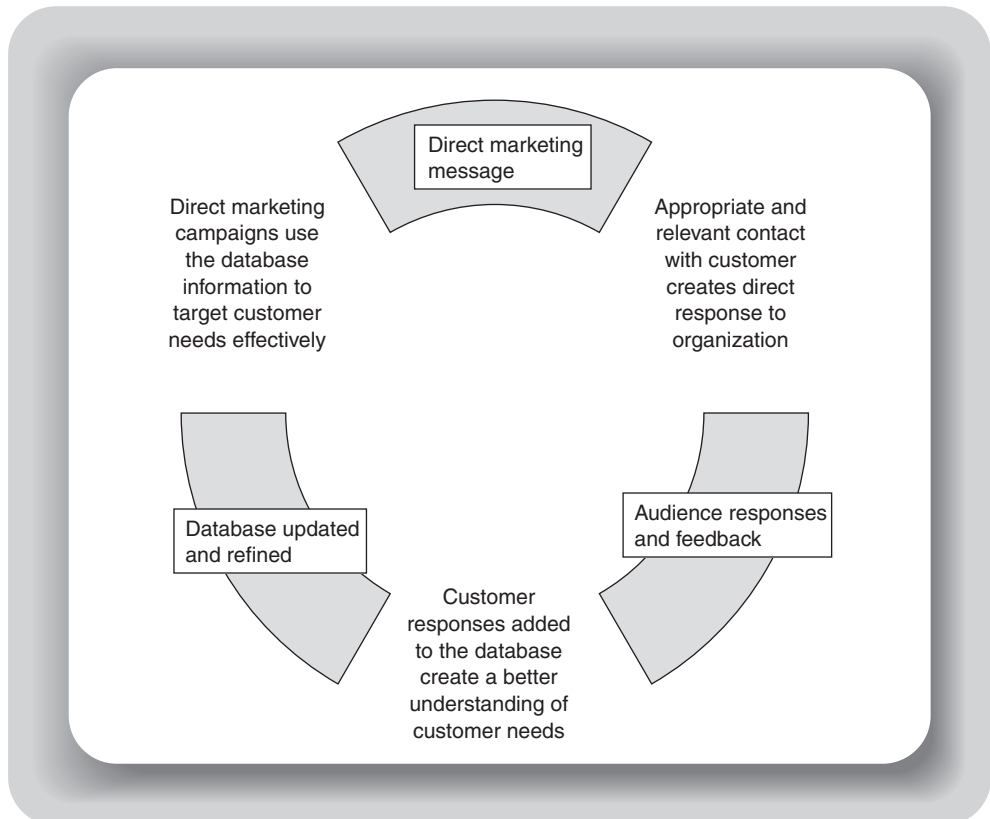 Direct marketing
message
Direct marketing
campaigns use
the database
information to
target customer
needs effectively
Appropriate and
relevant contact
with customer
creates direct
response to
organization
Database updated
and refined
Audience responses
and feedback
Customer
responses added
to the database
create a better
understanding of
customer needs